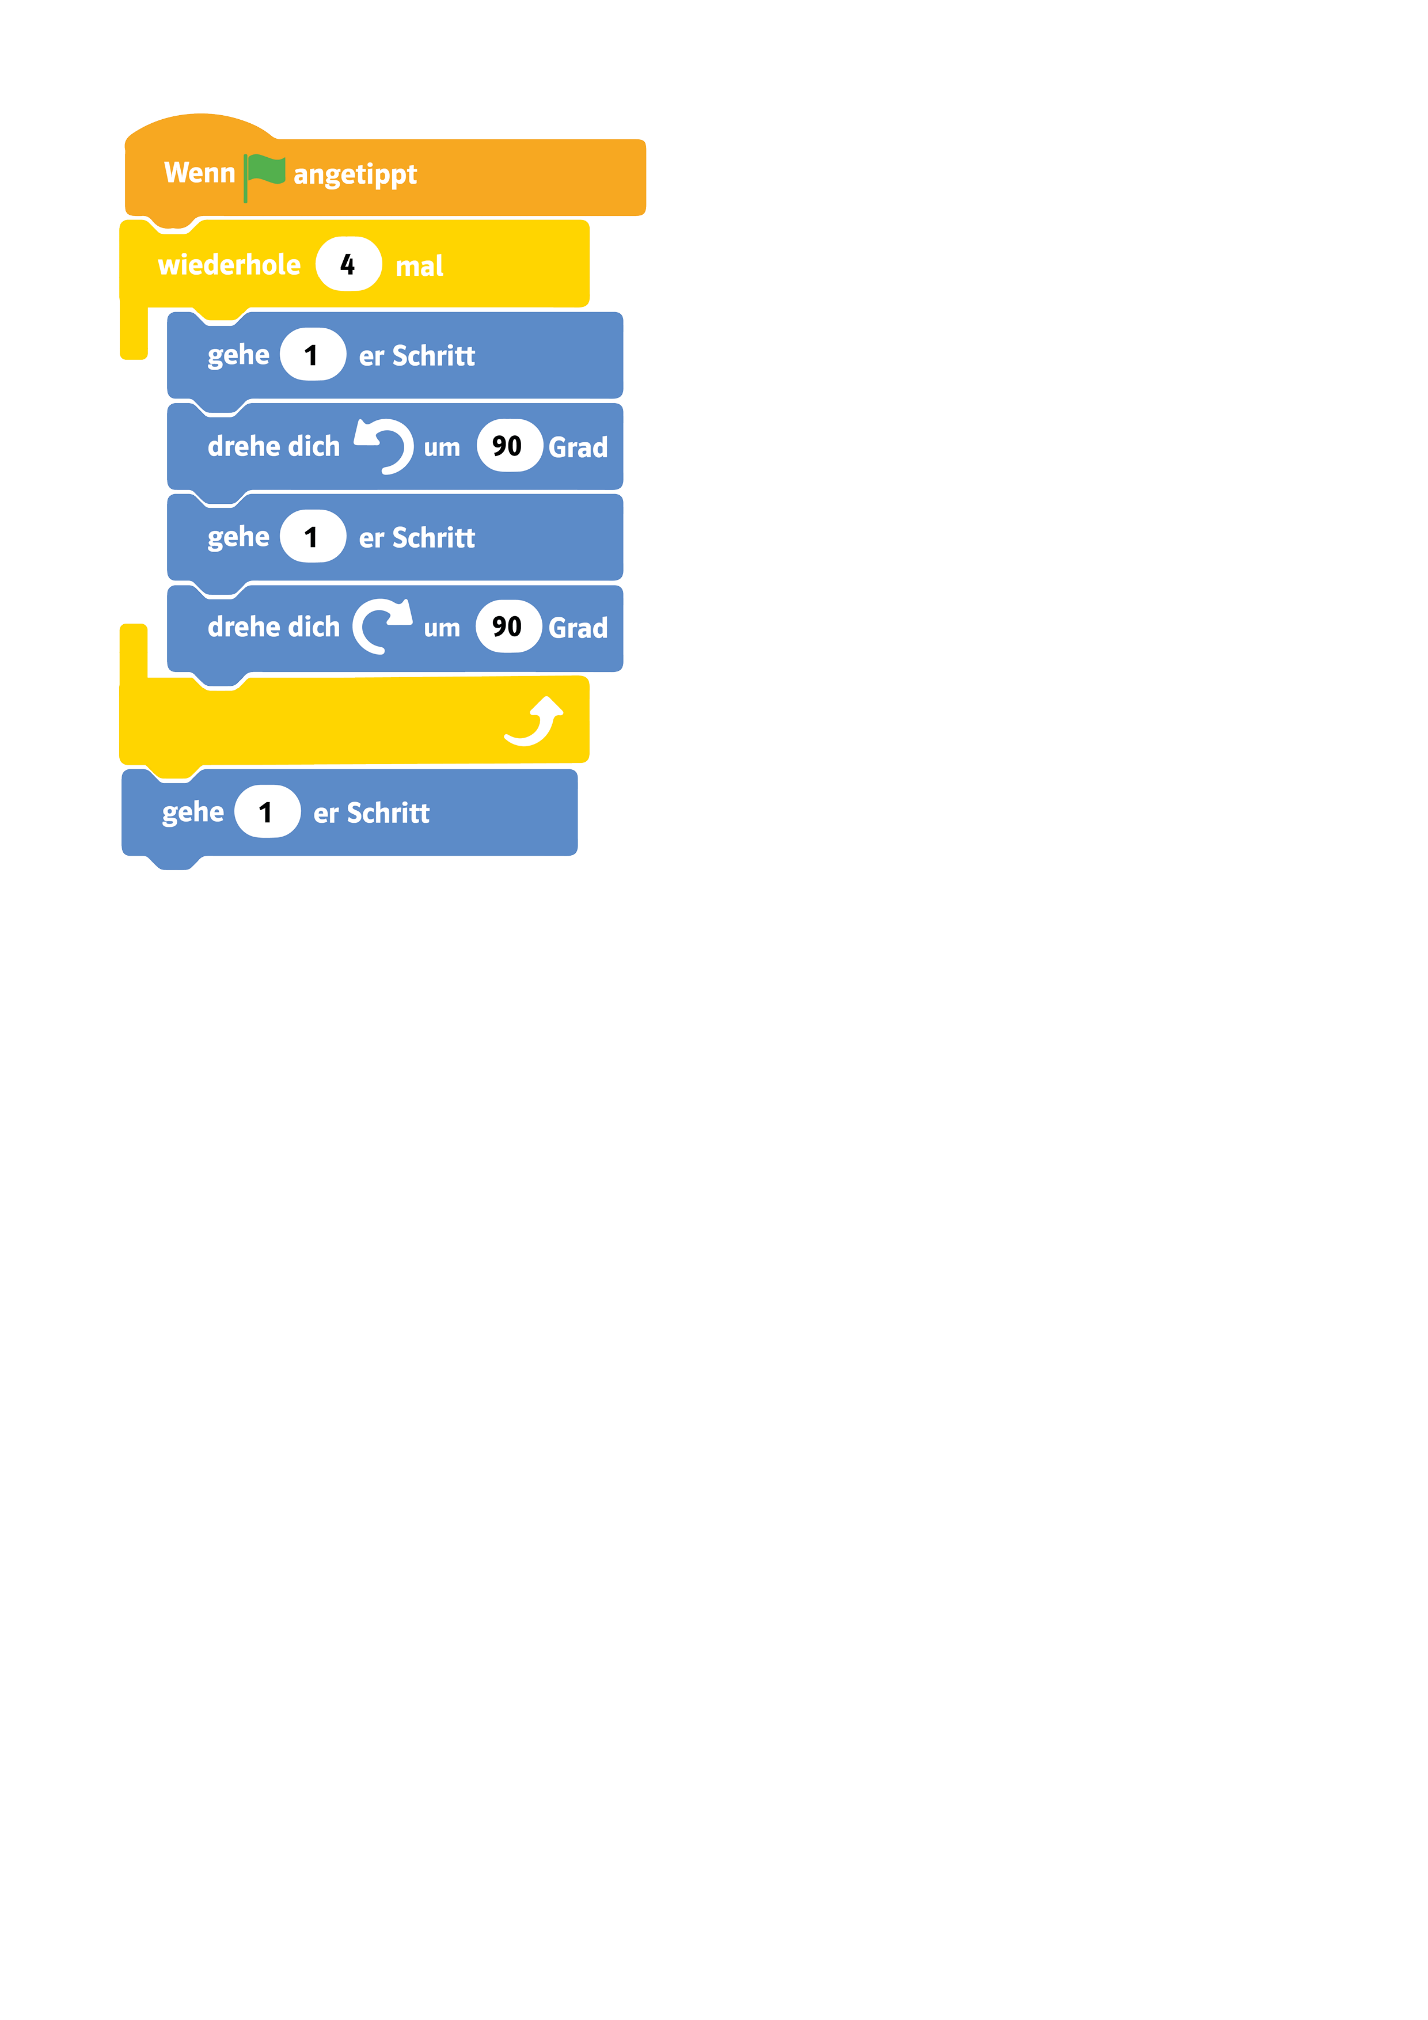 Wenn angetippt
wiederhole 4 mal
gehe 1 er Schritt
drehe dich um 90 Grad
gehe 1 er Schritt
drehe dich um 90 Grad
gehe 1 er Schritt